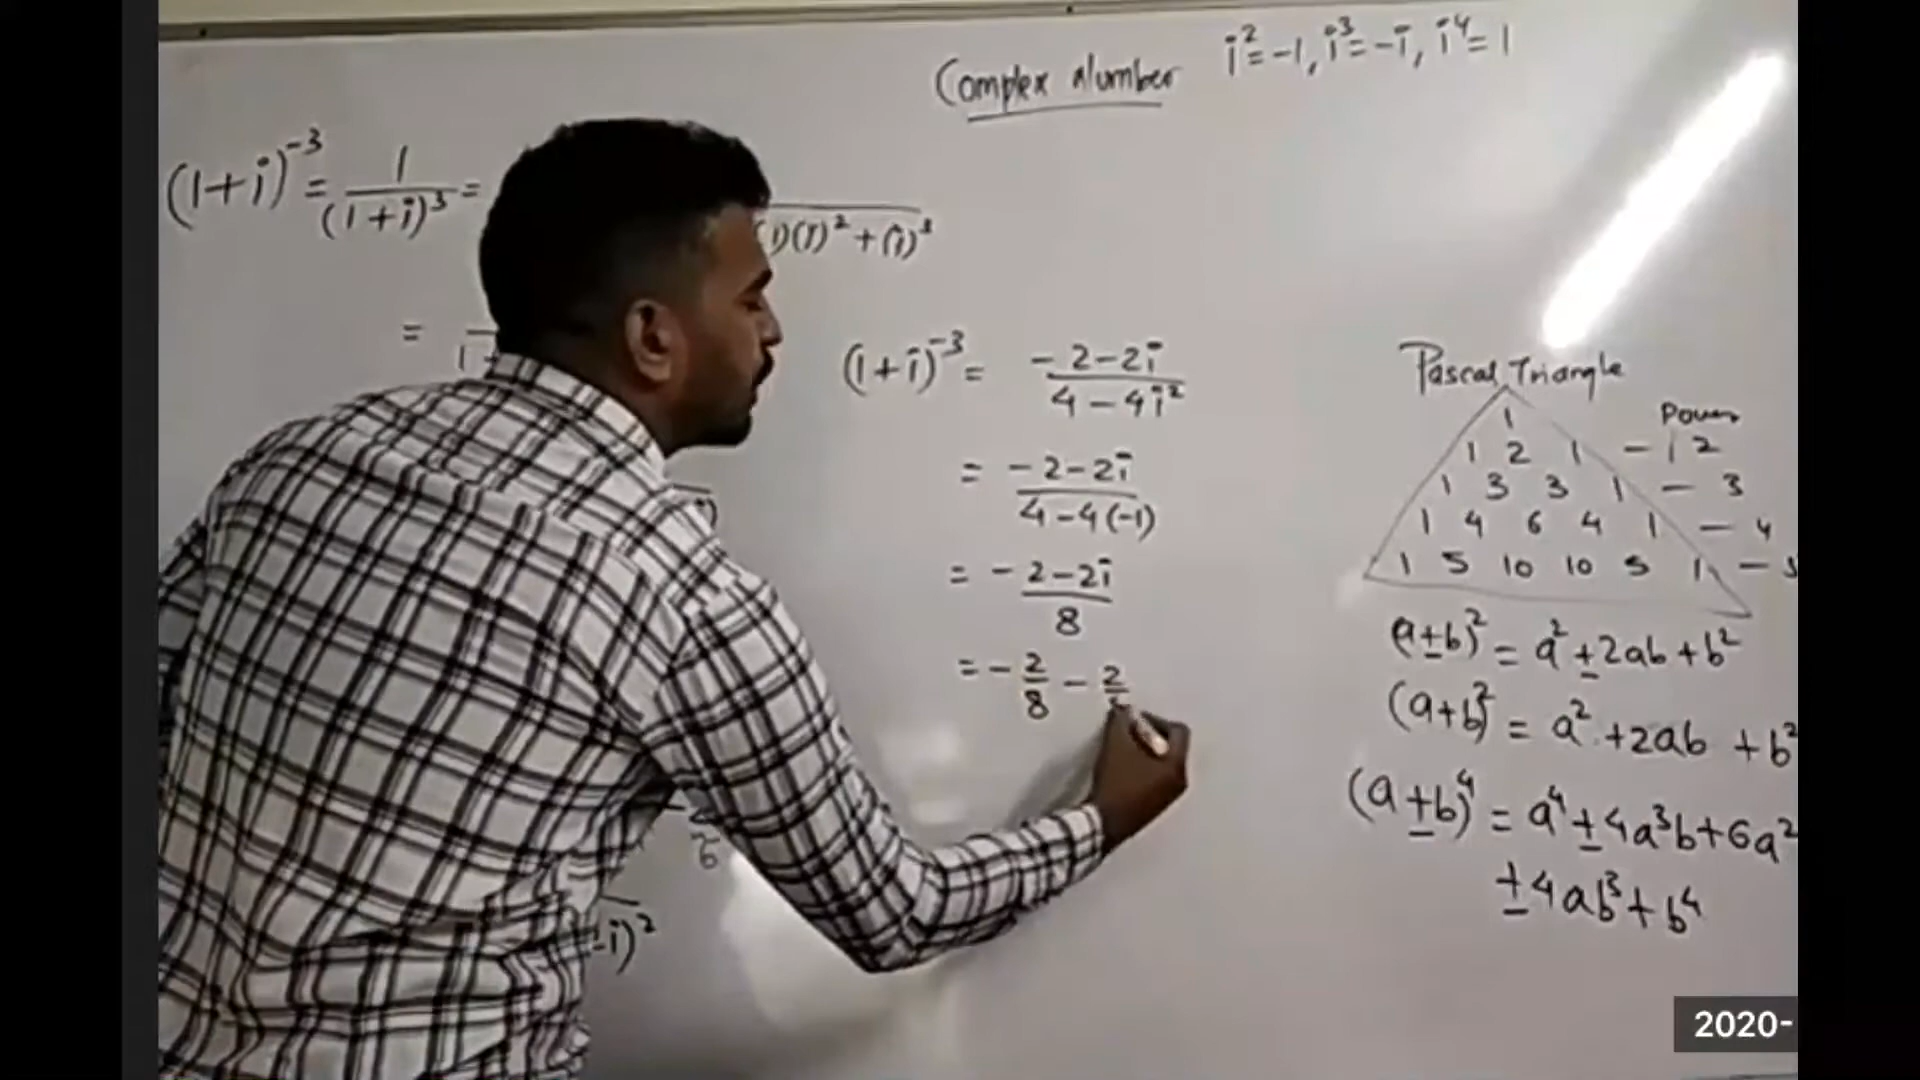 Complex Number i² = -1, i³ = -i, i⁴ = 1
(1+i)⁻³ = 1/(1+i)³ =
1)(i)² + (i)³
=
(1+i)⁻³ = -2-2i/4-4i²
= -2-2i/4-4(-1)
= -2-2i/8
= -2/8 - 2/
i)²
Pascal Triangle
Power
1
1 2 1 - 2
1 3 3 1 - 3
1 4 6 4 1 - 4
1 5 10 10 5 1 - 5
(a±b)² = a² ± 2ab + b²
(a+b)² = a² + 2ab + b²
(a±b)⁴ = a⁴ ± 4a³b + 6a²
± 4ab³ + b⁴
2020-